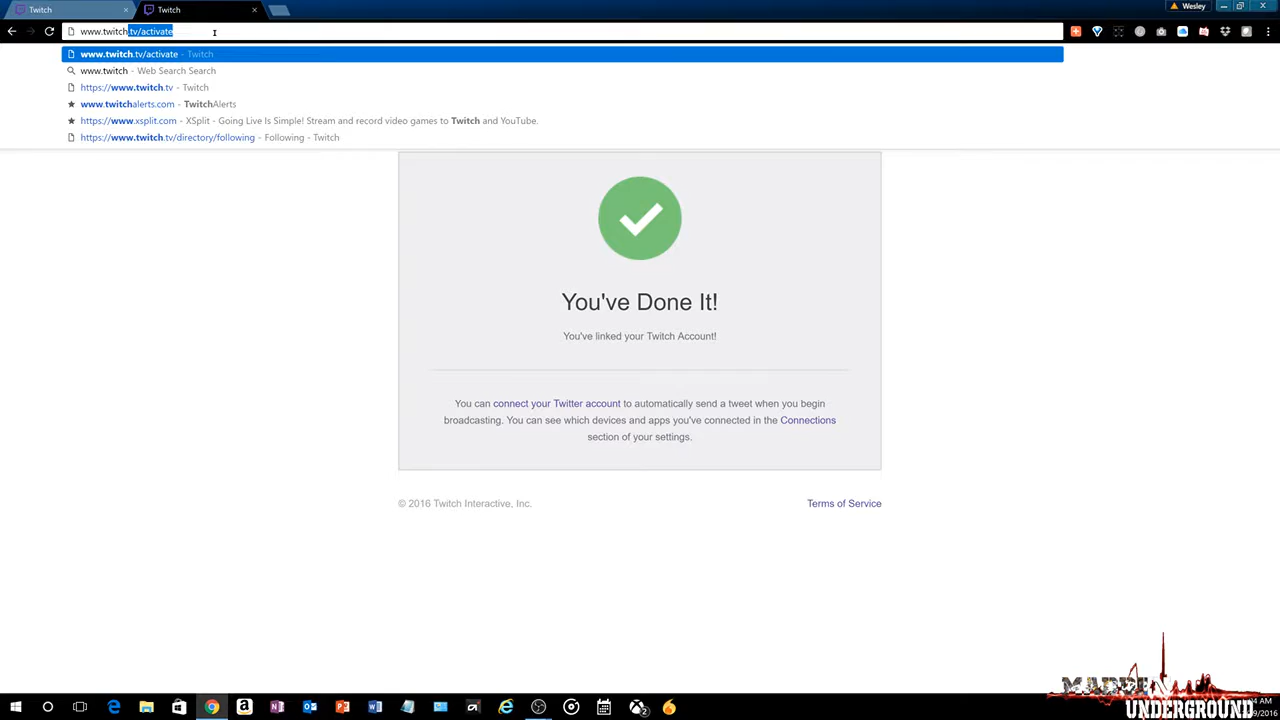 Twitch
Twitch
Wesley
www.twitch.tv/activate
www.twitch.tv/activate - Twitch
www.twitch - Web Search Search
https://www.twitch.tv - Twitch
www.twitchalerts.com - TwitchAlerts
www.xsplit.com - XSplit - Going Live Is Simple! Stream and record video games to Twitch and YouTube.
https://www.twitch.tv/directory/following - Following - Twitch
You've Done It!
You've linked your Twitch Account!
You can connect your Twitter account to automatically send a tweet when you begin
broadcasting. You can see which devices and apps you've connected in the Connections
section of your settings.
© 2016 Twitch Interactive, Inc.
Terms of Service
UNDERGROUND